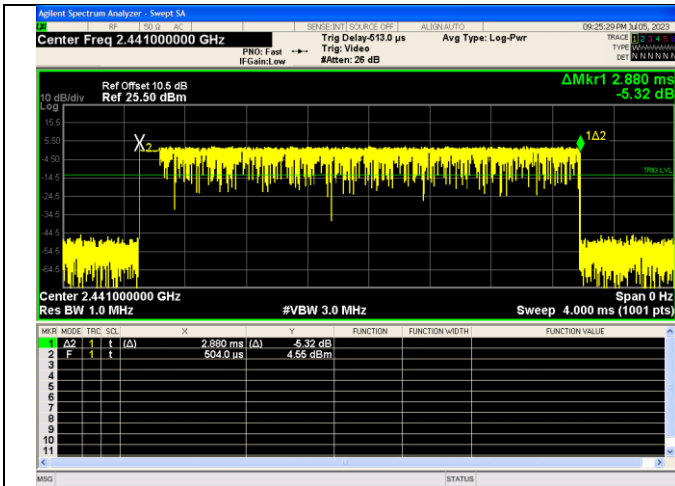 Agilent Spectrum Analyzer - Swept SA
LXI RF 50 Ω AC SENSE:INT SOURCE OFF ALIGN AUTO 09:25:29 PM Jul 05, 2023
Center Freq 2.441000000 GHz
PNO: Fast
IFGain:Low
Trig Delay-513.0 µs
Trig: Video
#Atten: 26 dB
Avg Type: Log-Pwr
TRACE 1 2 3 4 5 6
TYPE W
DET N N N N N N
ΔMkr1 2.880 ms
-5.32 dB
Ref Offset 10.5 dB
10 dB/div Ref 25.50 dBm
Log
15.5
5.50
-4.50
-14.5
-24.5
-34.5
-44.5
-54.5
-64.5
X2
1Δ2
TRIG LVL
Center 2.441000000 GHz Span 0 Hz
Res BW 1.0 MHz #VBW 3.0 MHz Sweep 4.000 ms (1001 pts)
MKR MODE TRC SCL X Y FUNCTION FUNCTION WIDTH FUNCTION VALUE
1 Δ2 1 t (Δ) 2.880 ms (Δ) -5.32 dB
2 F 1 t 504.0 µs 4.55 dBm
3
4
5
6
7
8
9
10
11
MSG STATUS